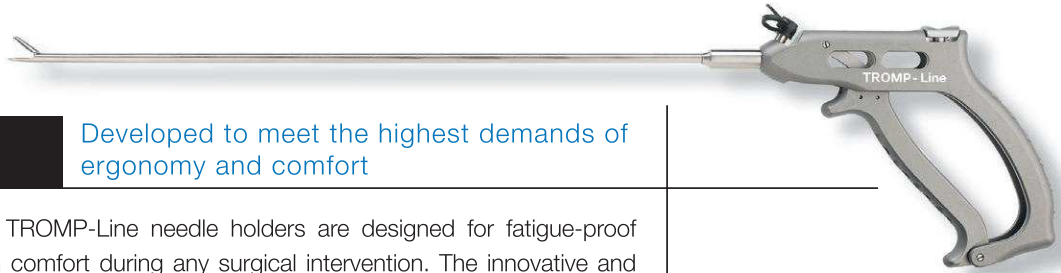 TROMP-Line
Developed to meet the highest demands of
ergonomy and comfort
TROMP-Line needle holders are designed for fatigue-proof
comfort during any surgical intervention. The innovative and